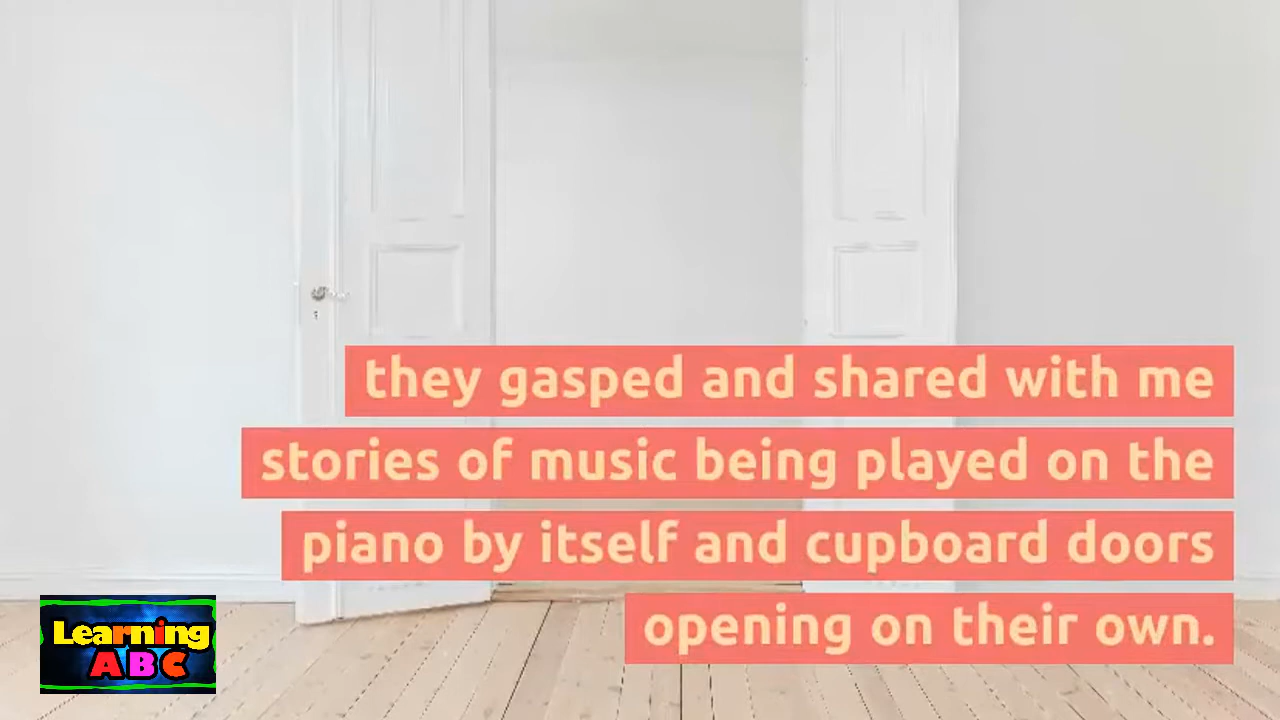 they gasped and shared with me
stories of music being played on the
piano by itself and cupboard doors
opening on their own.
Learning
ABC